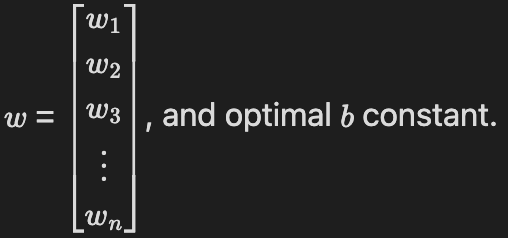 w = [w₁ w₂ w₃ ⋮ wₙ], and optimal b constant.